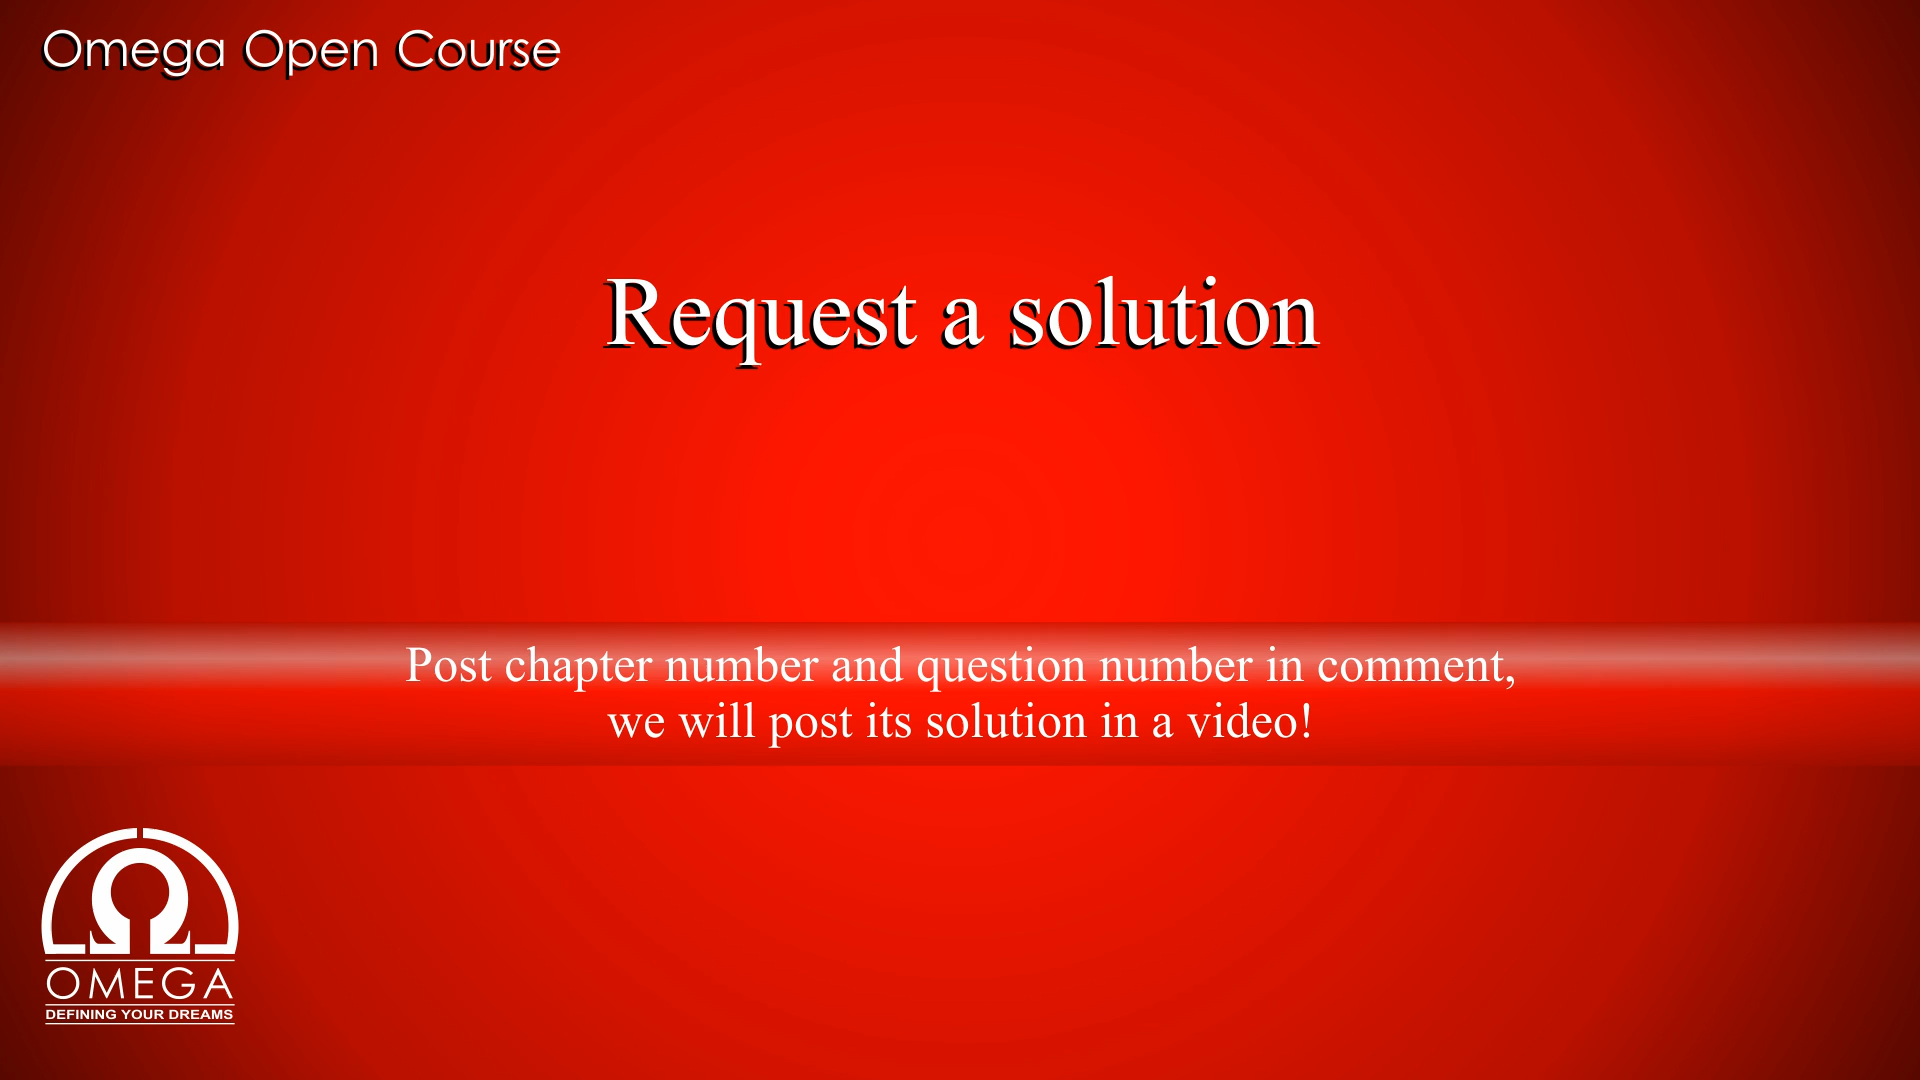 Omega Open Course
Request a solution
Post chapter number and question number in comment,
we will post its solution in a video!
Ω
OMEGA
DEFINING YOUR DREAMS